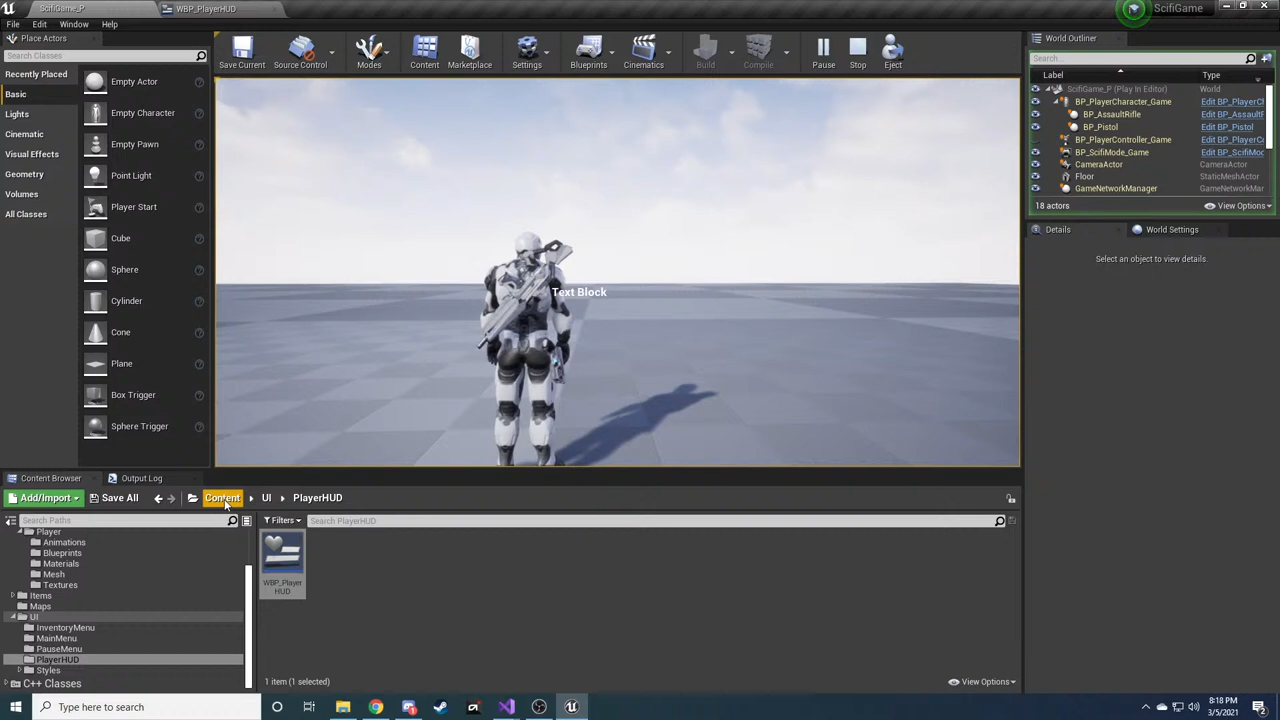 ScifiGame_P
WBP_PlayerHUD
ScifiGame
File Edit Window Help
Place Actors
Search Classes
Recently Placed
Basic
Lights
Cinematic
Visual Effects
Geometry
Volumes
All Classes
Empty Actor
Empty Character
Empty Pawn
Point Light
Player Start
Cube
Sphere
Cylinder
Cone
Plane
Box Trigger
Sphere Trigger
Save Current
Source Control
Modes
Content
Marketplace
Settings
Blueprints
Cinematics
Build
Compile
Pause
Stop
Eject
Text Block
World Outliner
Search...
Label Type
ScifiGame_P (Play In Editor) World
BP_PlayerCharacter_Game Edit BP_PlayerCh
BP_AssaultRifle Edit BP_AssaultR
BP_Pistol Edit BP_Pistol
BP_PlayerController_Game Edit BP_PlayerCo
BP_ScifiMode_Game Edit BP_ScifiMod
CameraActor CameraActor
Floor StaticMeshActor
GameNetworkManager GameNetworkMar
18 actors View Options
Details
World Settings
Select an object to view details.
Content Browser
Output Log
Add/Import Save All Content UI PlayerHUD
Search Paths
Filters
Search PlayerHUD
Player
Animations
Blueprints
Materials
Mesh
Textures
Items
Maps
UI
InventoryMenu
MainMenu
PauseMenu
PlayerHUD
Styles
C++ Classes
WBP_Player
HUD
1 item (1 selected)
View Options
Type here to search
8:18 PM
3/5/2021